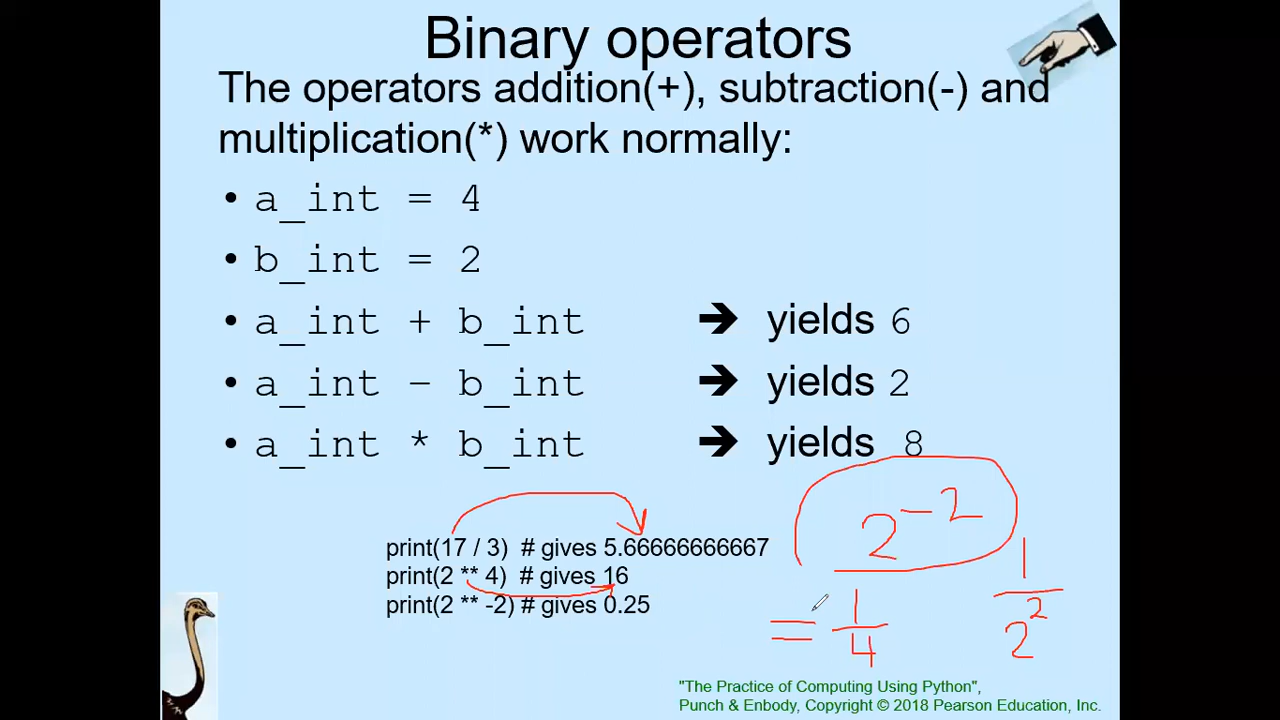 Binary operators
The operators addition(+), subtraction(-) and
multiplication(*) work normally:
• a_int = 4
• b_int = 2
• a_int + b_int ➔ yields 6
• a_int – b_int ➔ yields 2
• a_int * b_int ➔ yields 8
print(17 / 3) # gives 5.66666666667
print(2 ** 4) # gives 16
print(2 ** -2) # gives 0.25
2⁻²
= 1/4
1/2²
"The Practice of Computing Using Python",
Punch & Enbody, Copyright © 2018 Pearson Education, Inc.